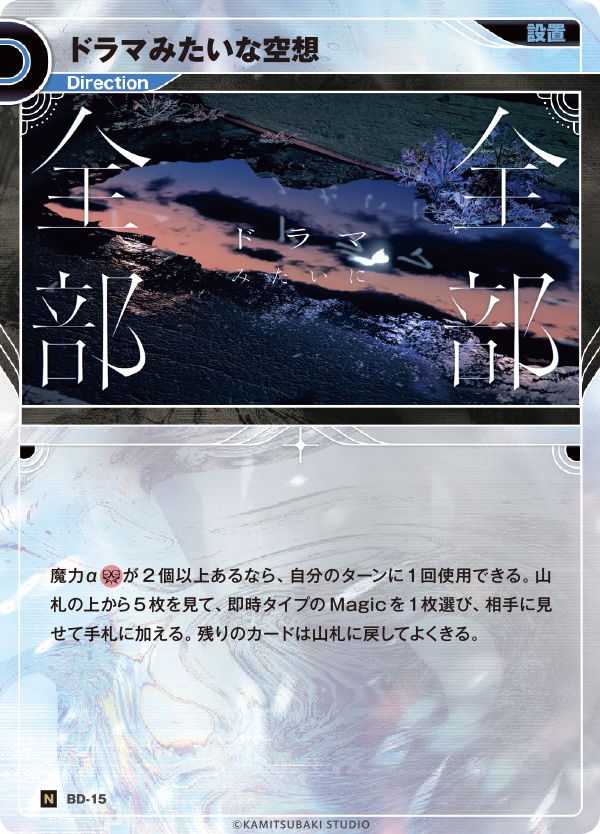 ドラマみたいな空想
設置
Direction
全部
全部
ドラマ
みたいに
魔力α が2個以上あるなら、自分のターンに1回使用できる。山
札の上から5枚を見て、即時タイプのMagicを1枚選び、相手に見
せて手札に加える。残りのカードは山札に戻してよくきる。
N BD-15
©KAMITSUBAKI STUDIO